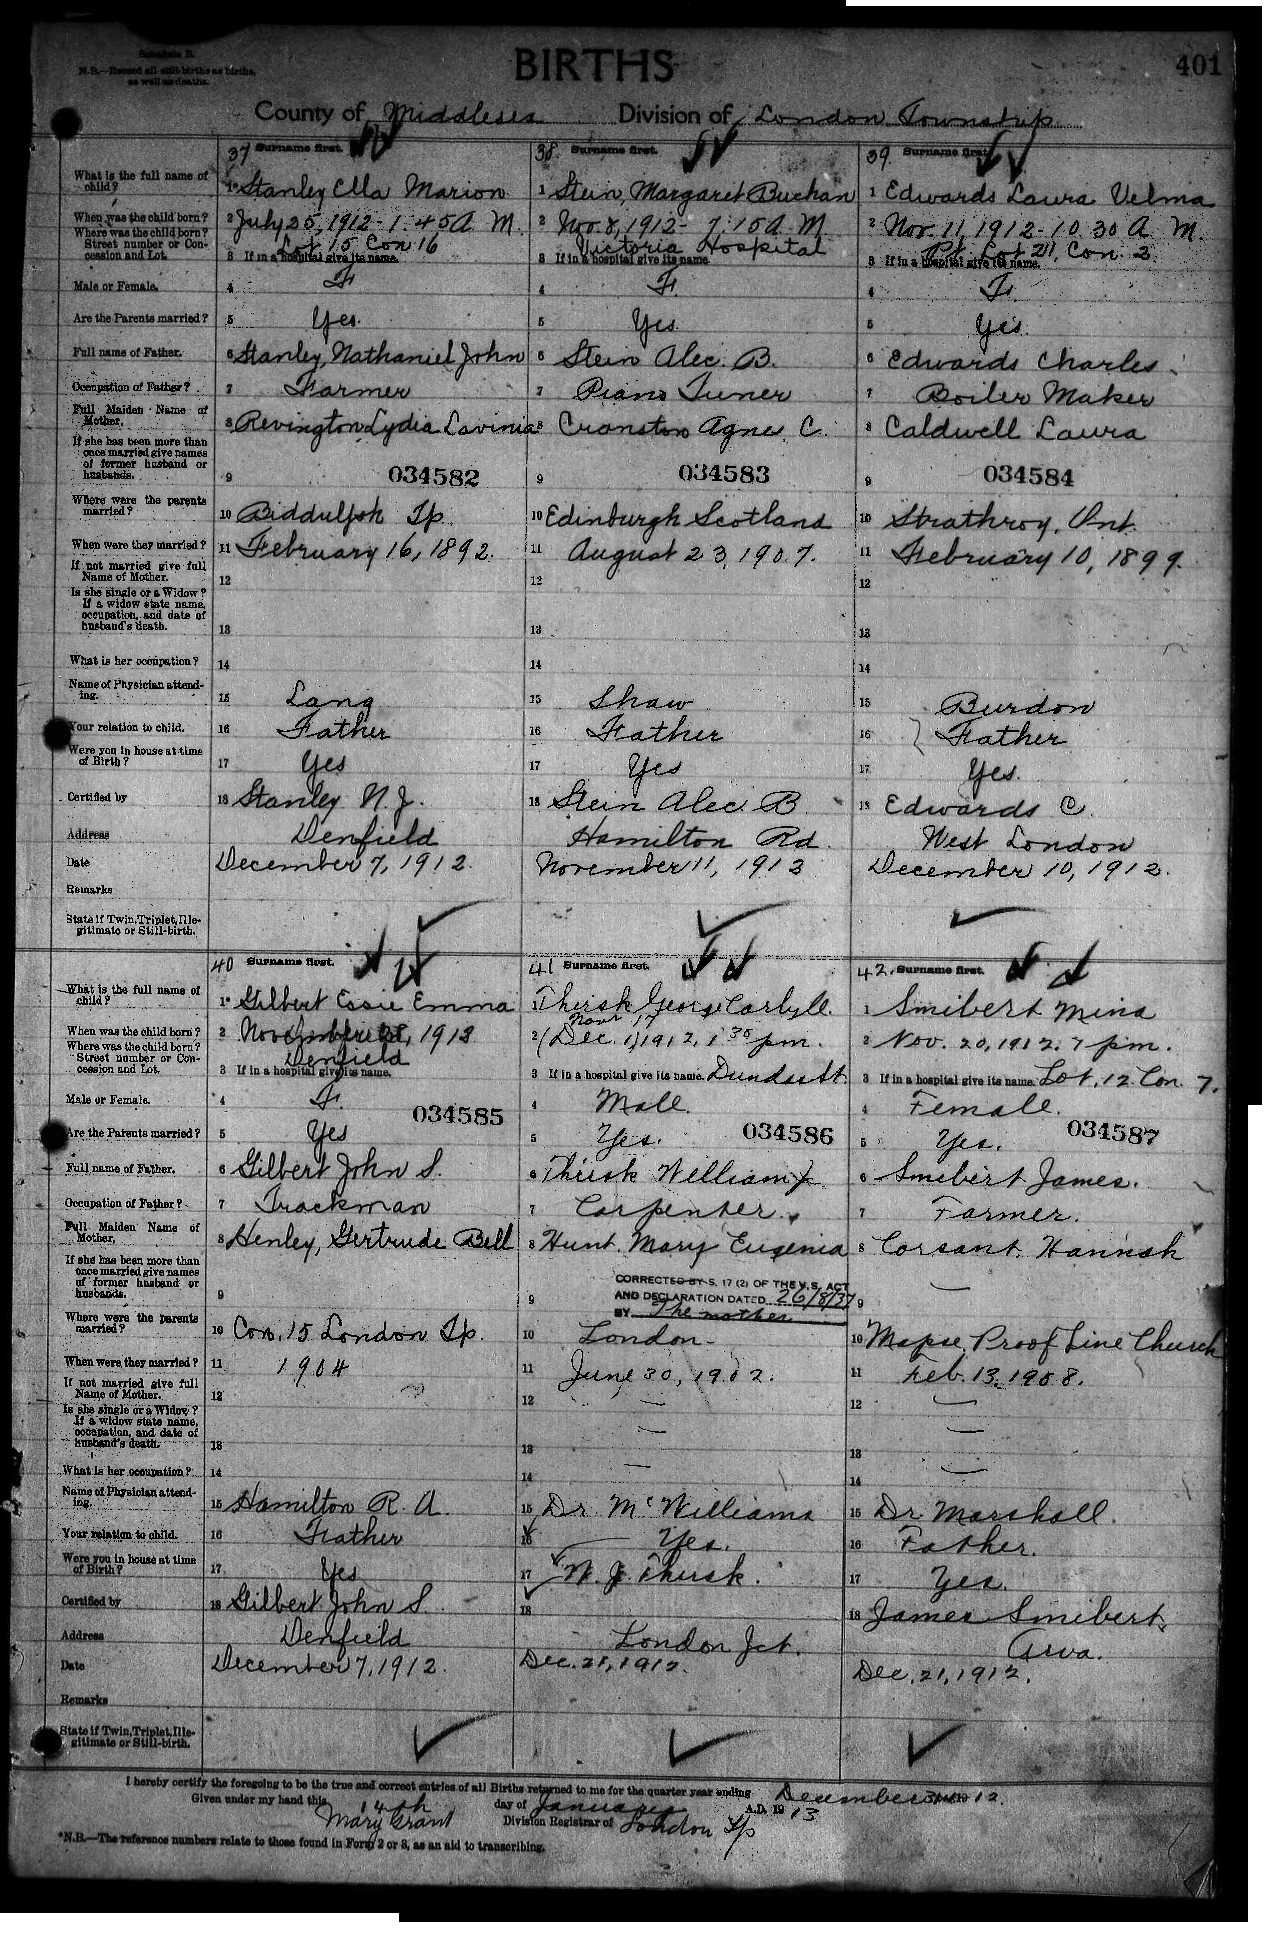 Schedule B.
N.B.—Record all still-births as births,
as well as deaths.
BIRTHS
401
County of Middlesex Division of London Township
37 Surname first.
What is the full name of child? 1* Stanley Ella Marion
When was the child born? 2 July 25, 1912 - 1.45 A M.
Where was the child born? Street number or Concession and Lot. Lot 15 Con 16
3 If in a hospital give its name.
Male or Female. 4 F
Are the Parents married? 5 Yes.
Full name of Father. 6 Stanley, Nathaniel John
Occupation of Father? 7 Farmer
Full Maiden Name of Mother. 8 Revington Lydia Lavinia
If she has been more than once married give names of former husband or husbands. 9 034582
Where were the parents married? 10 Biddulph Tp
When were they married? 11 February 16, 1892.
If not married give full Name of Mother. 12
Is she single or a Widow? If a widow state name, occupation, and date of husband's death. 13
What is her occupation? 14
Name of Physician attending. 15 Lang
Your relation to child. 16 Father
Were you in house at time of Birth? 17 Yes
Certified by 18 Stanley N. J.
Address Denfield
Date December 7, 1912.
Remarks
State if Twin, Triplet, Illegitimate or Still-birth.
38 Surname first.
1 Stein, Margaret Buchan
2 Nov. 8, 1912 - 7.15 A. M.
Victoria Hospital
3 If in a hospital give its name.
4 F.
5 Yes.
6 Stein Alec. B.
7 Piano Tuner
8 Cranston Agnes C.
9 034583
10 Edinburgh Scotland
11 August 23, 1907.
12
13
14
15 Shaw
16 Father
17 Yes
18 Stein Alec. B
Hamilton Rd.
November 11, 1912
39 Surname first.
1 Edwards Laura Velma
2 Nov. 11, 1912 - 10.30 A. M.
Pt. Lot 24, Con. 3
3 If in a hospital give its name.
4 F.
5 Yes.
6 Edwards Charles
7 Boiler Maker
8 Caldwell Laura
9 034584
10 Strathroy, Ont.
11 February 10, 1899.
12
13
14
15 Burdon
16 Father
17 Yes.
18 Edwards C.
West London
December 10, 1912.
40 Surname first.
What is the full name of child? 1* Gilbert Essie Emma
When was the child born? 2 1913
Where was the child born? Street number or Concession and Lot. Denfield
3 If in a hospital give its name.
Male or Female. 4 F.
034585
Are the Parents married? 5 Yes
Full name of Father. 6 Gilbert John S.
Occupation of Father? 7 Trackman
Full Maiden Name of Mother, 8 Henley, Gertrude Bell
If she has been more than once married give names of former husband or husbands. 9
Where were the parents married? 10 Con. 15 London Tp.
When were they married? 11 1904
If not married give full Name of Mother. 12
Is she single or a Widow? If a widow state name, occupation, and date of husband's death. 13
What is her occupation? 14
Name of Physician attending. 15 Hamilton R. A.
Your relation to child. 16 Father
Were you in house at time of Birth? 17 Yes
Certified by 18 Gilbert John S.
Address Denfield
Date December 7, 1912.
Remarks
State if Twin, Triplet, Illegitimate or Still-birth.
41 Surname first.
1 Thirsk George Carlyle.
Novr 17
2 (Dec. 1) 1912, 1 30 pm.
3 If in a hospital give its name. Dundas St.
4 Male.
5 Yes. 034586
6 Thirsk William J.
7 Carpenter.
8 Hunt. Mary Eugenia
CORRECTED BY S. 17 (2) OF THE V.S. ACT
9 AND DECLARATION DATED 26/8/37
BY The mother
10 London-
11 June 30, 1902.
12 —
13 —
14 —
15 Dr. McWilliams
16 Yes.
17 W. J. Thirsk.
18
London Jct.
Dec. 21, 1912.
42. Surname first.
1 Smibert Mina
2 Nov. 20, 1912. 7 pm.
3 If in a hospital give its name. Lot. 12. Con. 7.
4 Female.
034587
5 Yes.
6 Smibert James.
7 Farmer.
8 Corsant. Hannah
9 —
10 Proof Line Church
11 Feb. 13, 1908.
12 —
13 —
14 —
15 Dr. Marshall.
16 Father.
17 Yes.
18 James Smibert.
Arva.
Dec. 21, 1912.
I hereby certify the foregoing to be the true and correct entries of all Births returned to me for the quarter year ending December 31st 1912.
Given under my hand this 14th day of January A.D. 1913
Mary Grant Division Registrar of London Tp
*N.B.—The reference numbers relate to those found in Form 2 or 3, as an aid to transcribing.